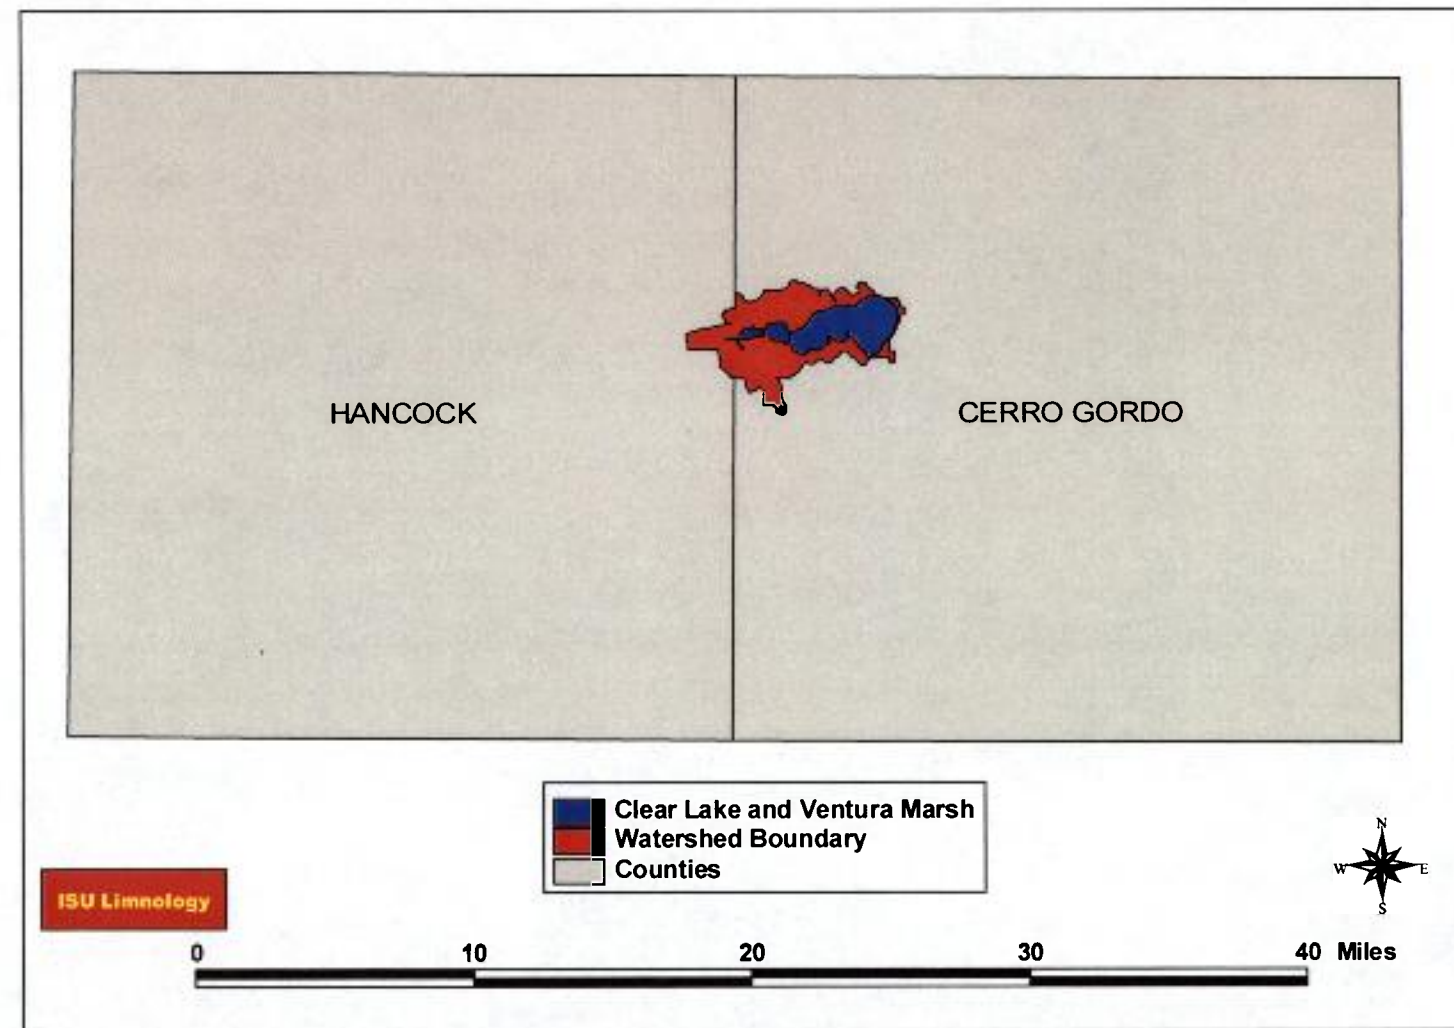 HANCOCK
CERRO GORDO
Clear Lake and Ventura Marsh
Watershed Boundary
Counties
N
W E
S
ISU Limnology
0 10 20 30 40 Miles